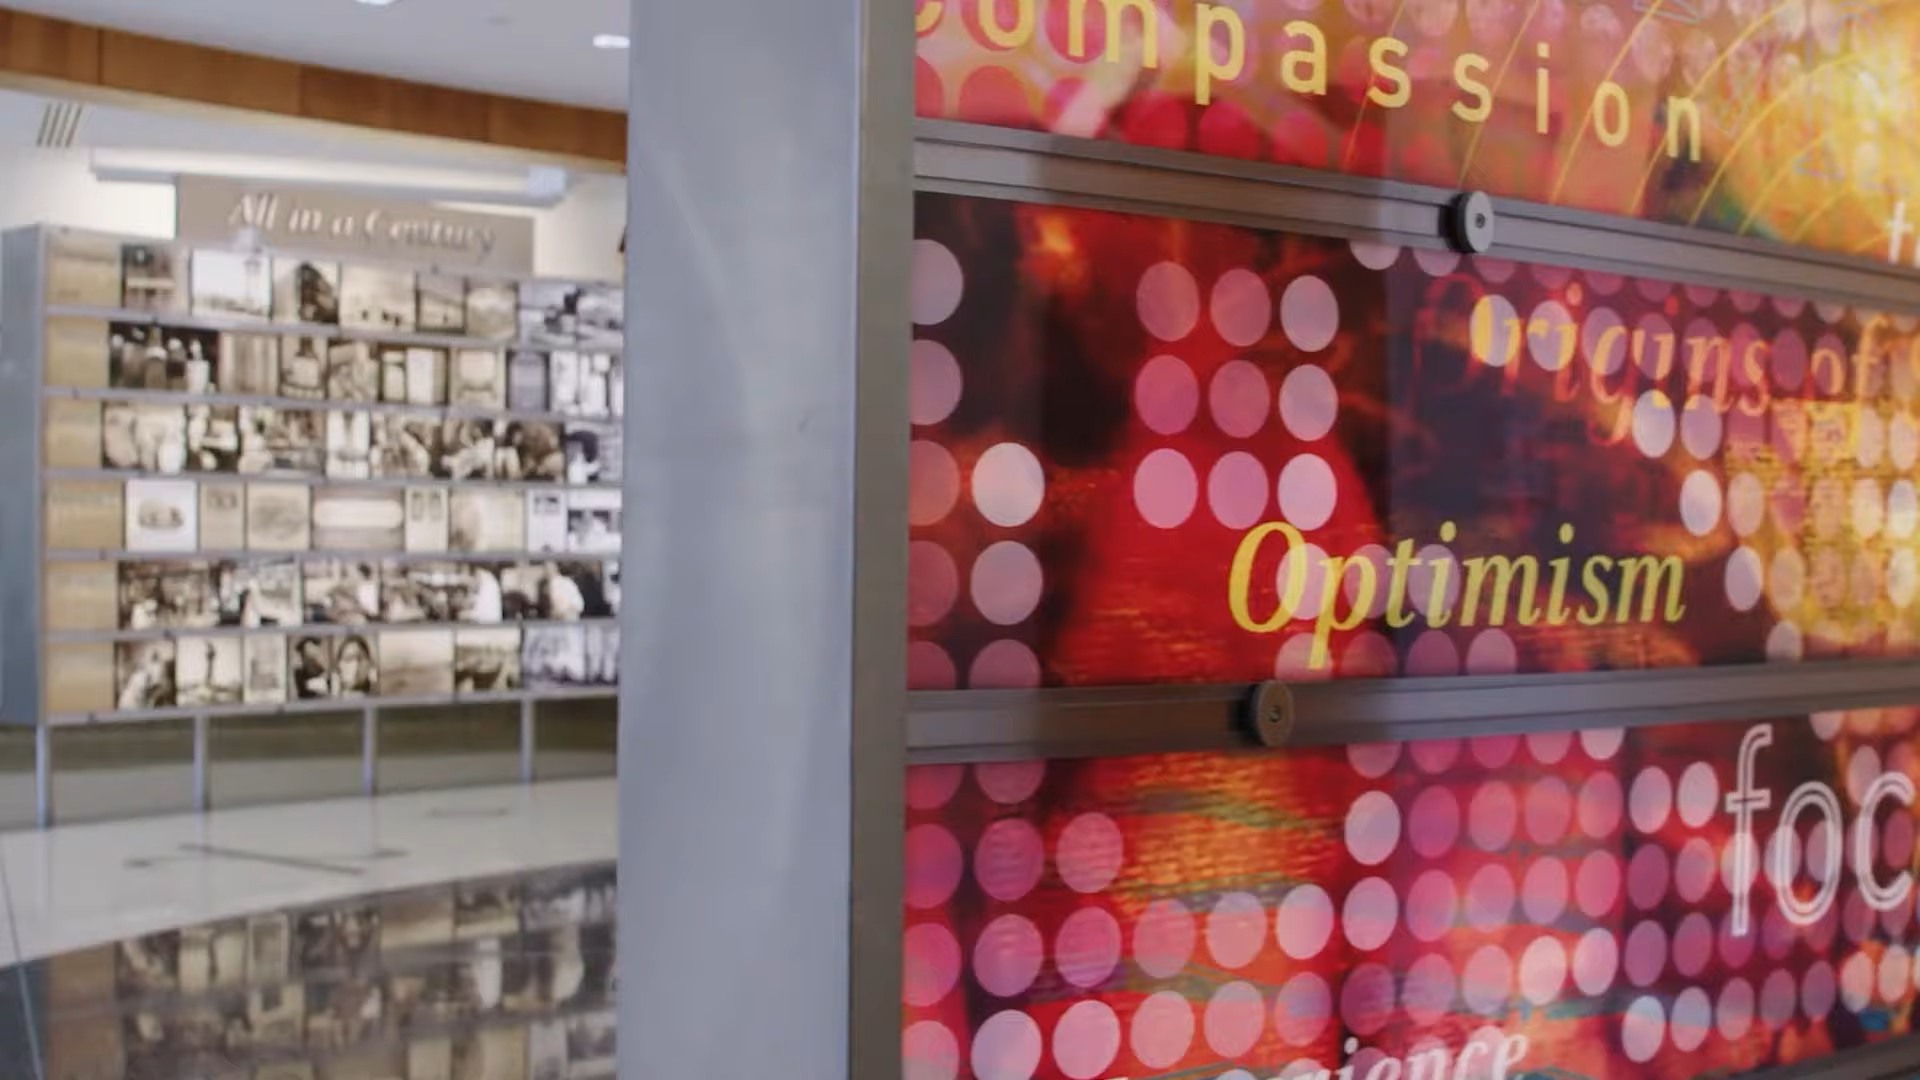 All in a Century
compassion
origins of
Optimism
foc